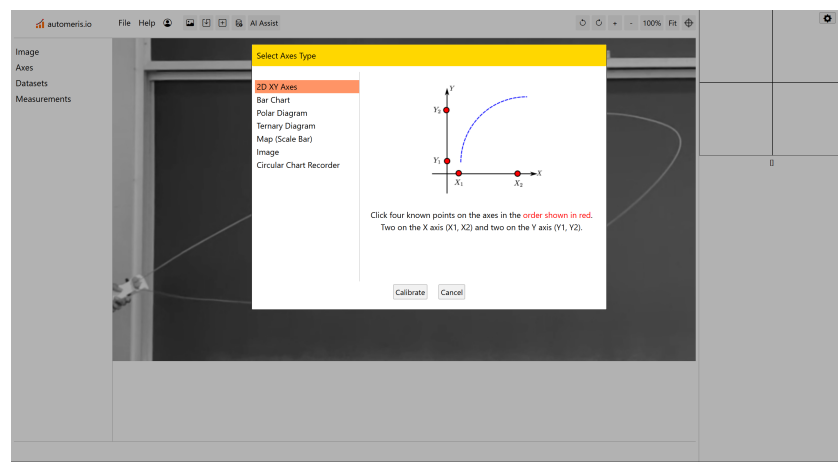 automeris.io
File Help AI Assist + - 100% Fit
Image
Axes
Datasets
Measurements
Select Axes Type
2D XY Axes
Bar Chart
Polar Diagram
Ternary Diagram
Map (Scale Bar)
Image
Circular Chart Recorder
Y
Y2
Y1
X
X1 X2
Click four known points on the axes in the order shown in red.
Two on the X axis (X1, X2) and two on the Y axis (Y1, Y2).
Calibrate Cancel
[]